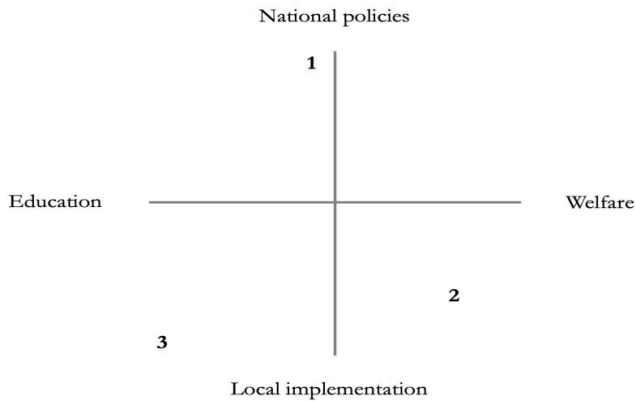 National policies
1
Education
Welfare
2
3
Local implementation